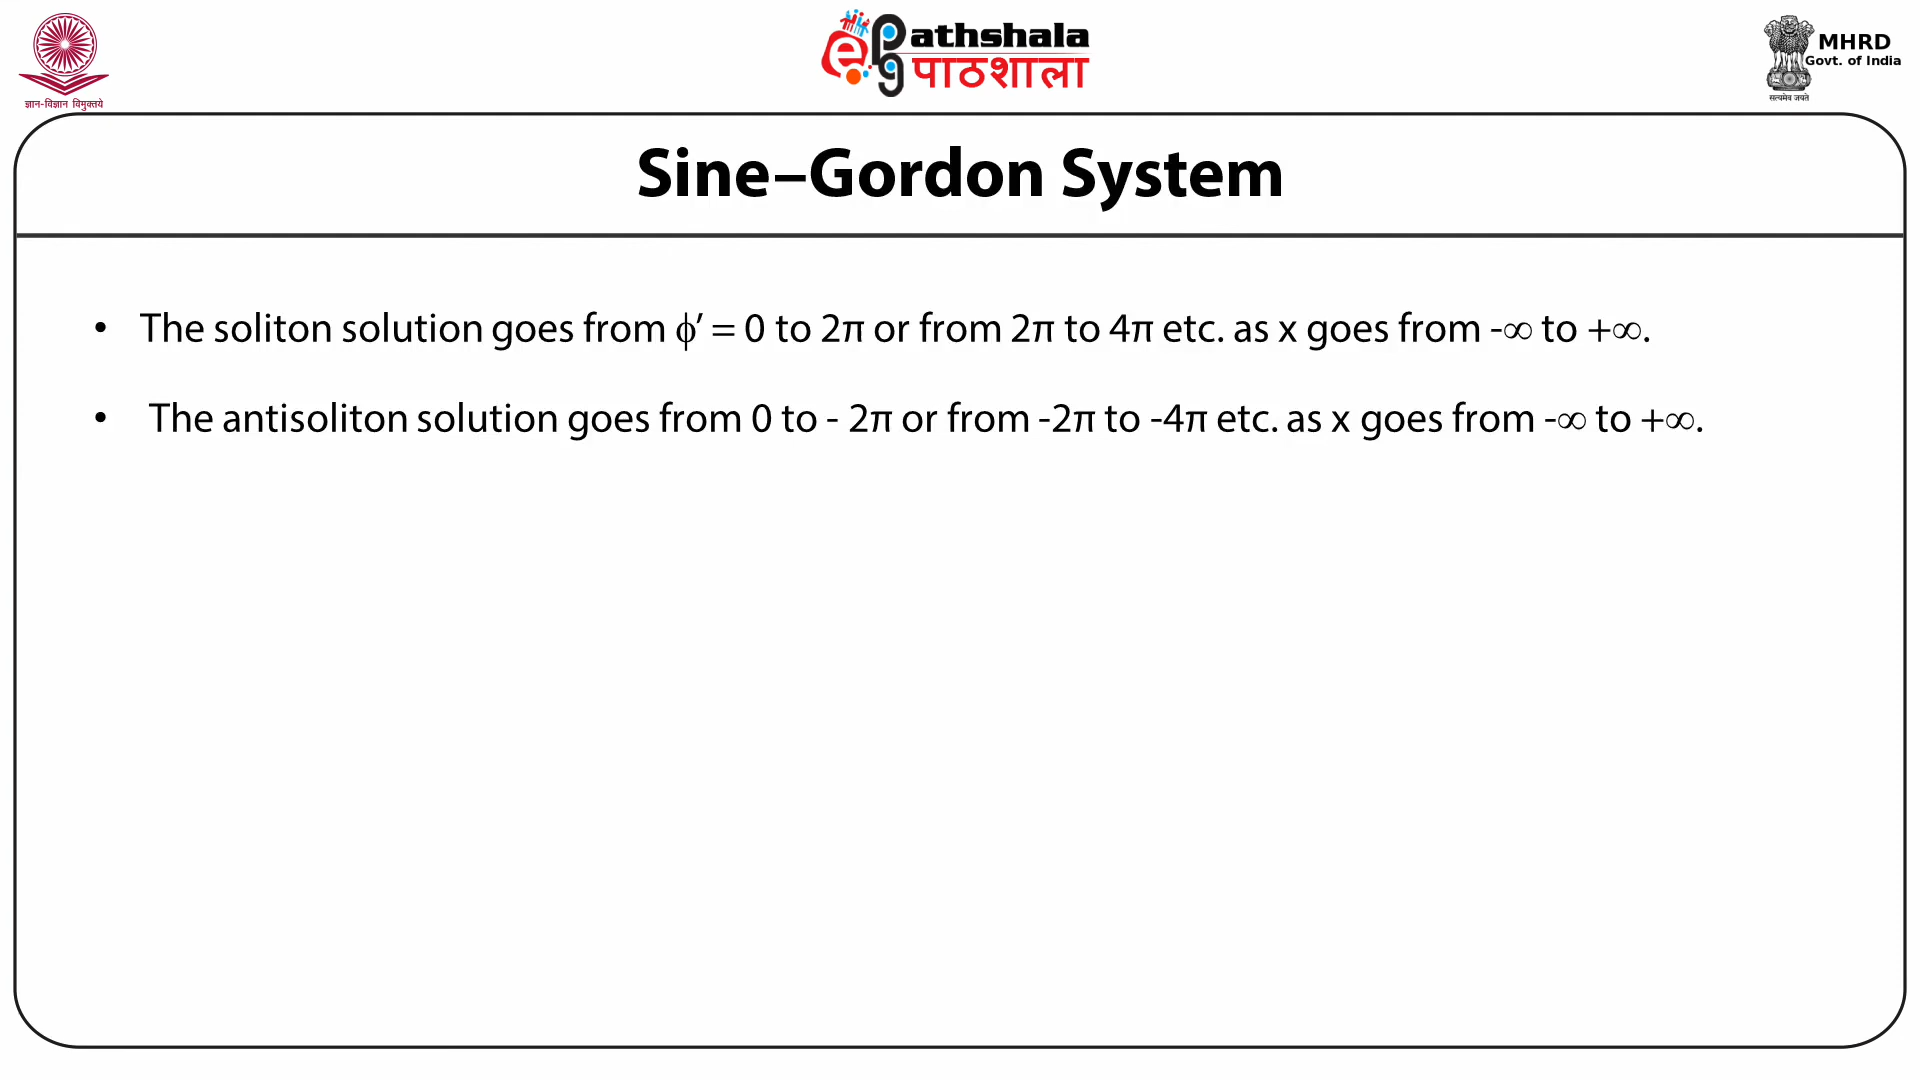 ज्ञान-विज्ञान विमुक्तये
ePathshala
पाठशाला
MHRD
Govt. of India
सत्यमेव जयते
Sine–Gordon System
• The soliton solution goes from ϕ’ = 0 to 2π or from 2π to 4π etc. as x goes from -∞ to +∞.
• The antisoliton solution goes from 0 to - 2π or from -2π to -4π etc. as x goes from -∞ to +∞.